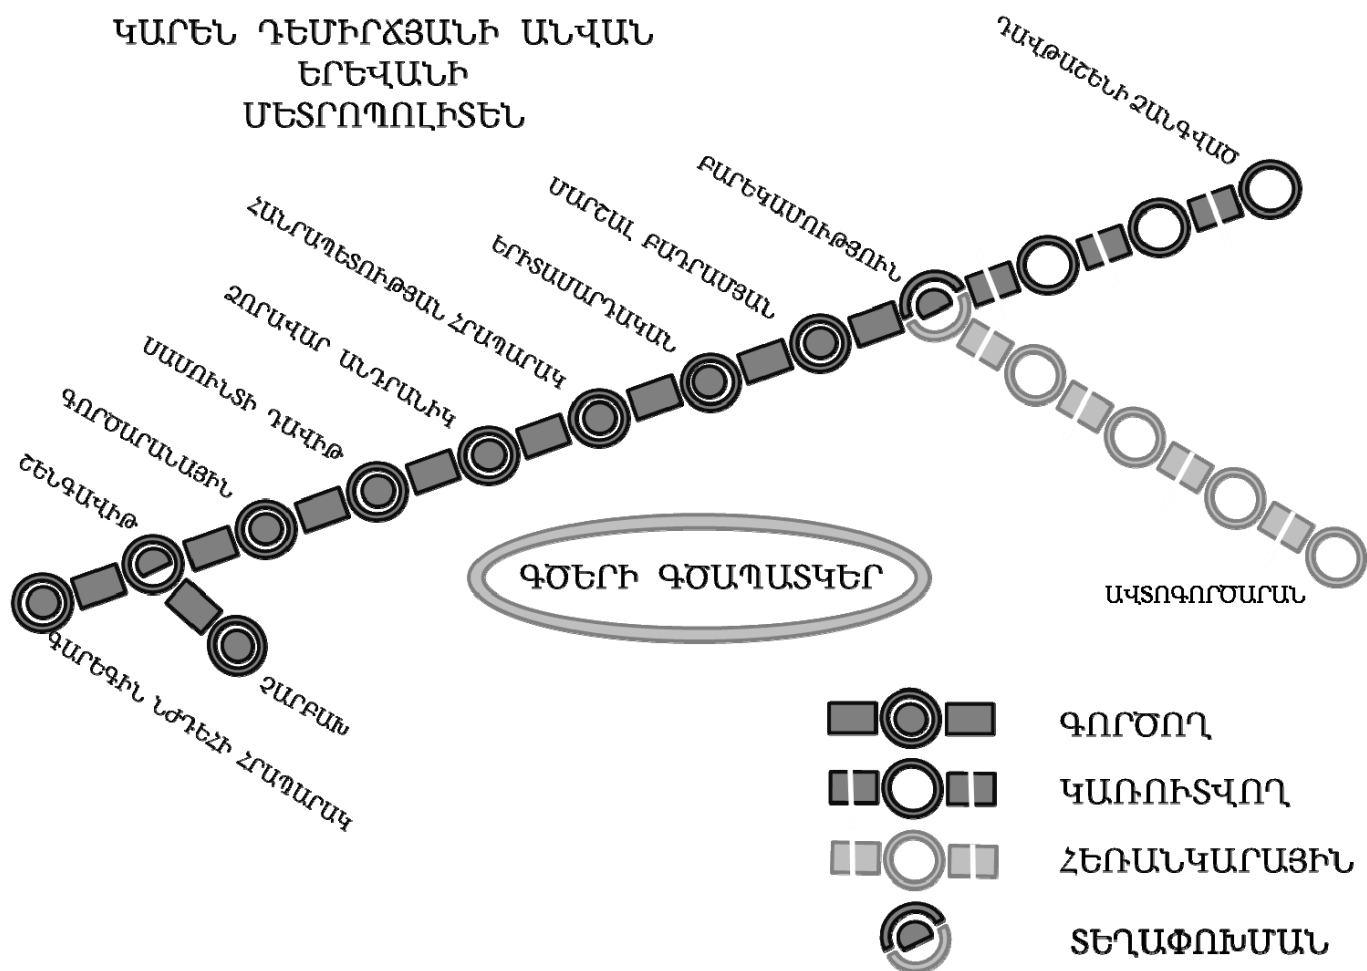 ԿԱՐԵՆ ԴԵՄԻՐՃՅԱՆԻ ԱՆՎԱՆ
ԵՐԵՎԱՆԻ
ՄԵՏՐՈՊՈԼԻՏԵՆ
ԴԱՎԹԱՇԵՆԻ ԶԱՆԳՎԱԾ
ԲԱՐԵԿԱՄՈՒԹՅՈՒՆ
ՄԱՐՇԱԼ ԲԱՂՐԱՄՅԱՆ
ԵՐԻՏԱՍԱՐԴԱԿԱՆ
ՀԱՆՐԱՊԵՏՈՒԹՅԱՆ ՀՐԱՊԱՐԱԿ
ԶՈՐԱՎԱՐ ԱՆԴՐԱՆԻԿ
ՍԱՍՈՒՆՑԻ ԴԱՎԻԹ
ԳՈՐԾԱՐԱՆԱՅԻՆ
ՇԵՆԳԱՎԻԹ
ԳԱՐԵԳԻՆ ՆԺԴԵՀԻ ՀՐԱՊԱՐԱԿ
ՉԱՐԲԱԽ
ԳԾԵՐԻ ԳԾԱՊԱՏԿԵՐ
ԱՎՏՈԳՈՐԾԱՐԱՆ
ԳՈՐԾՈՂ
ԿԱՌՈՒՑՎՈՂ
ՀԵՌԱՆԿԱՐԱՅԻՆ
ՏԵՂԱՓՈԽՄԱՆ